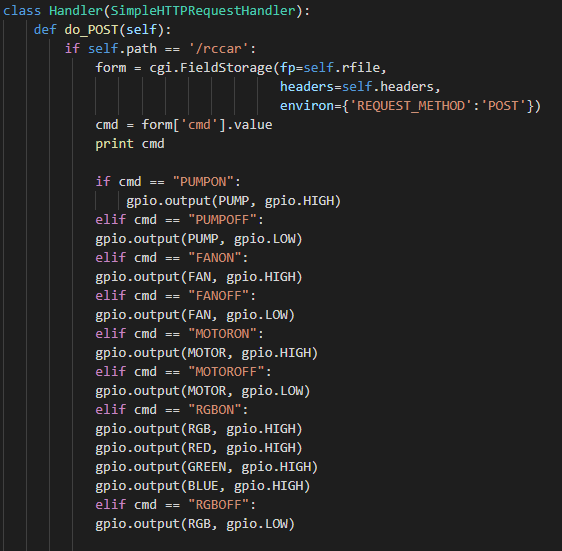 class Handler(SimpleHTTPRequestHandler):
    def do_POST(self):
        if self.path == '/rccar':
            form = cgi.FieldStorage(fp=self.rfile,
                                    headers=self.headers,
                                    environ={'REQUEST_METHOD':'POST'})
            cmd = form['cmd'].value
            print cmd

            if cmd == "PUMPON":
                gpio.output(PUMP, gpio.HIGH)
            elif cmd == "PUMPOFF":
            gpio.output(PUMP, gpio.LOW)
            elif cmd == "FANON":
            gpio.output(FAN, gpio.HIGH)
            elif cmd == "FANOFF":
            gpio.output(FAN, gpio.LOW)
            elif cmd == "MOTORON":
            gpio.output(MOTOR, gpio.HIGH)
            elif cmd == "MOTOROFF":
            gpio.output(MOTOR, gpio.LOW)
            elif cmd == "RGBON":
            gpio.output(RGB, gpio.HIGH)
            gpio.output(RED, gpio.HIGH)
            gpio.output(GREEN, gpio.HIGH)
            gpio.output(BLUE, gpio.HIGH)
            elif cmd == "RGBOFF":
            gpio.output(RGB, gpio.LOW)